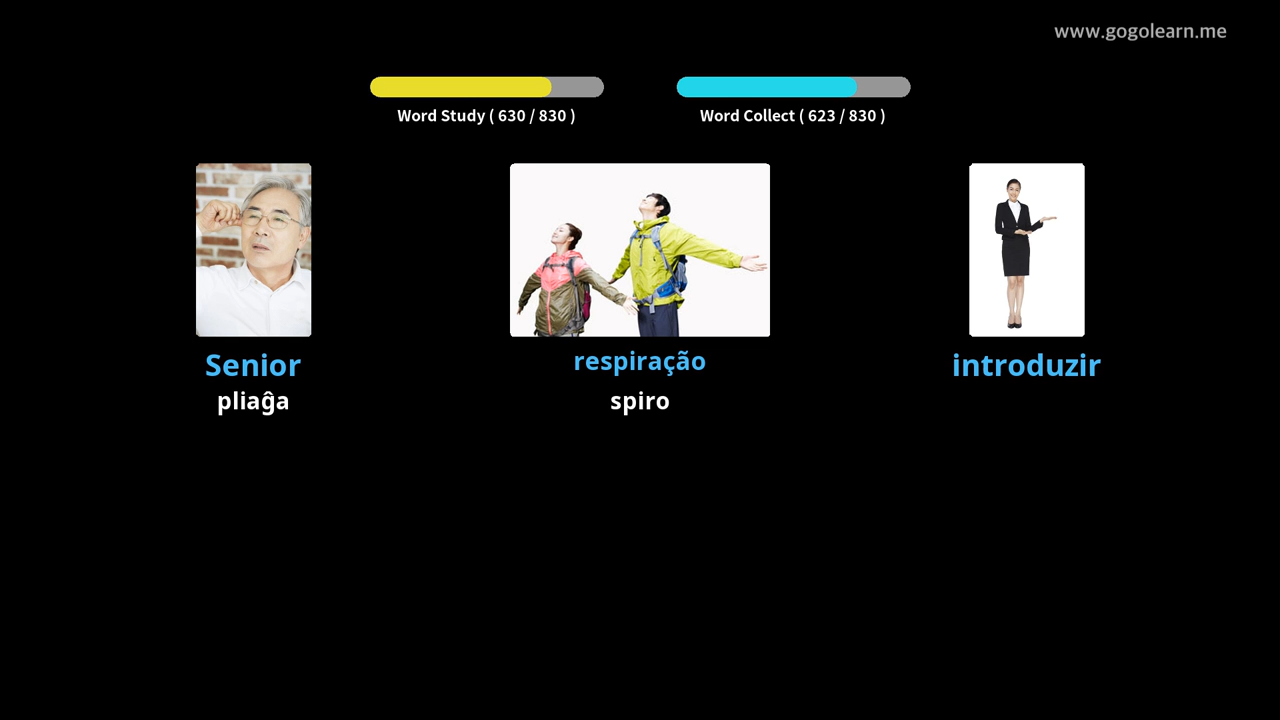 www.gogolearn.me
Word Study ( 630 / 830 )
Word Collect ( 623 / 830 )
Senior
pliaĝa
respiração
spiro
introduzir